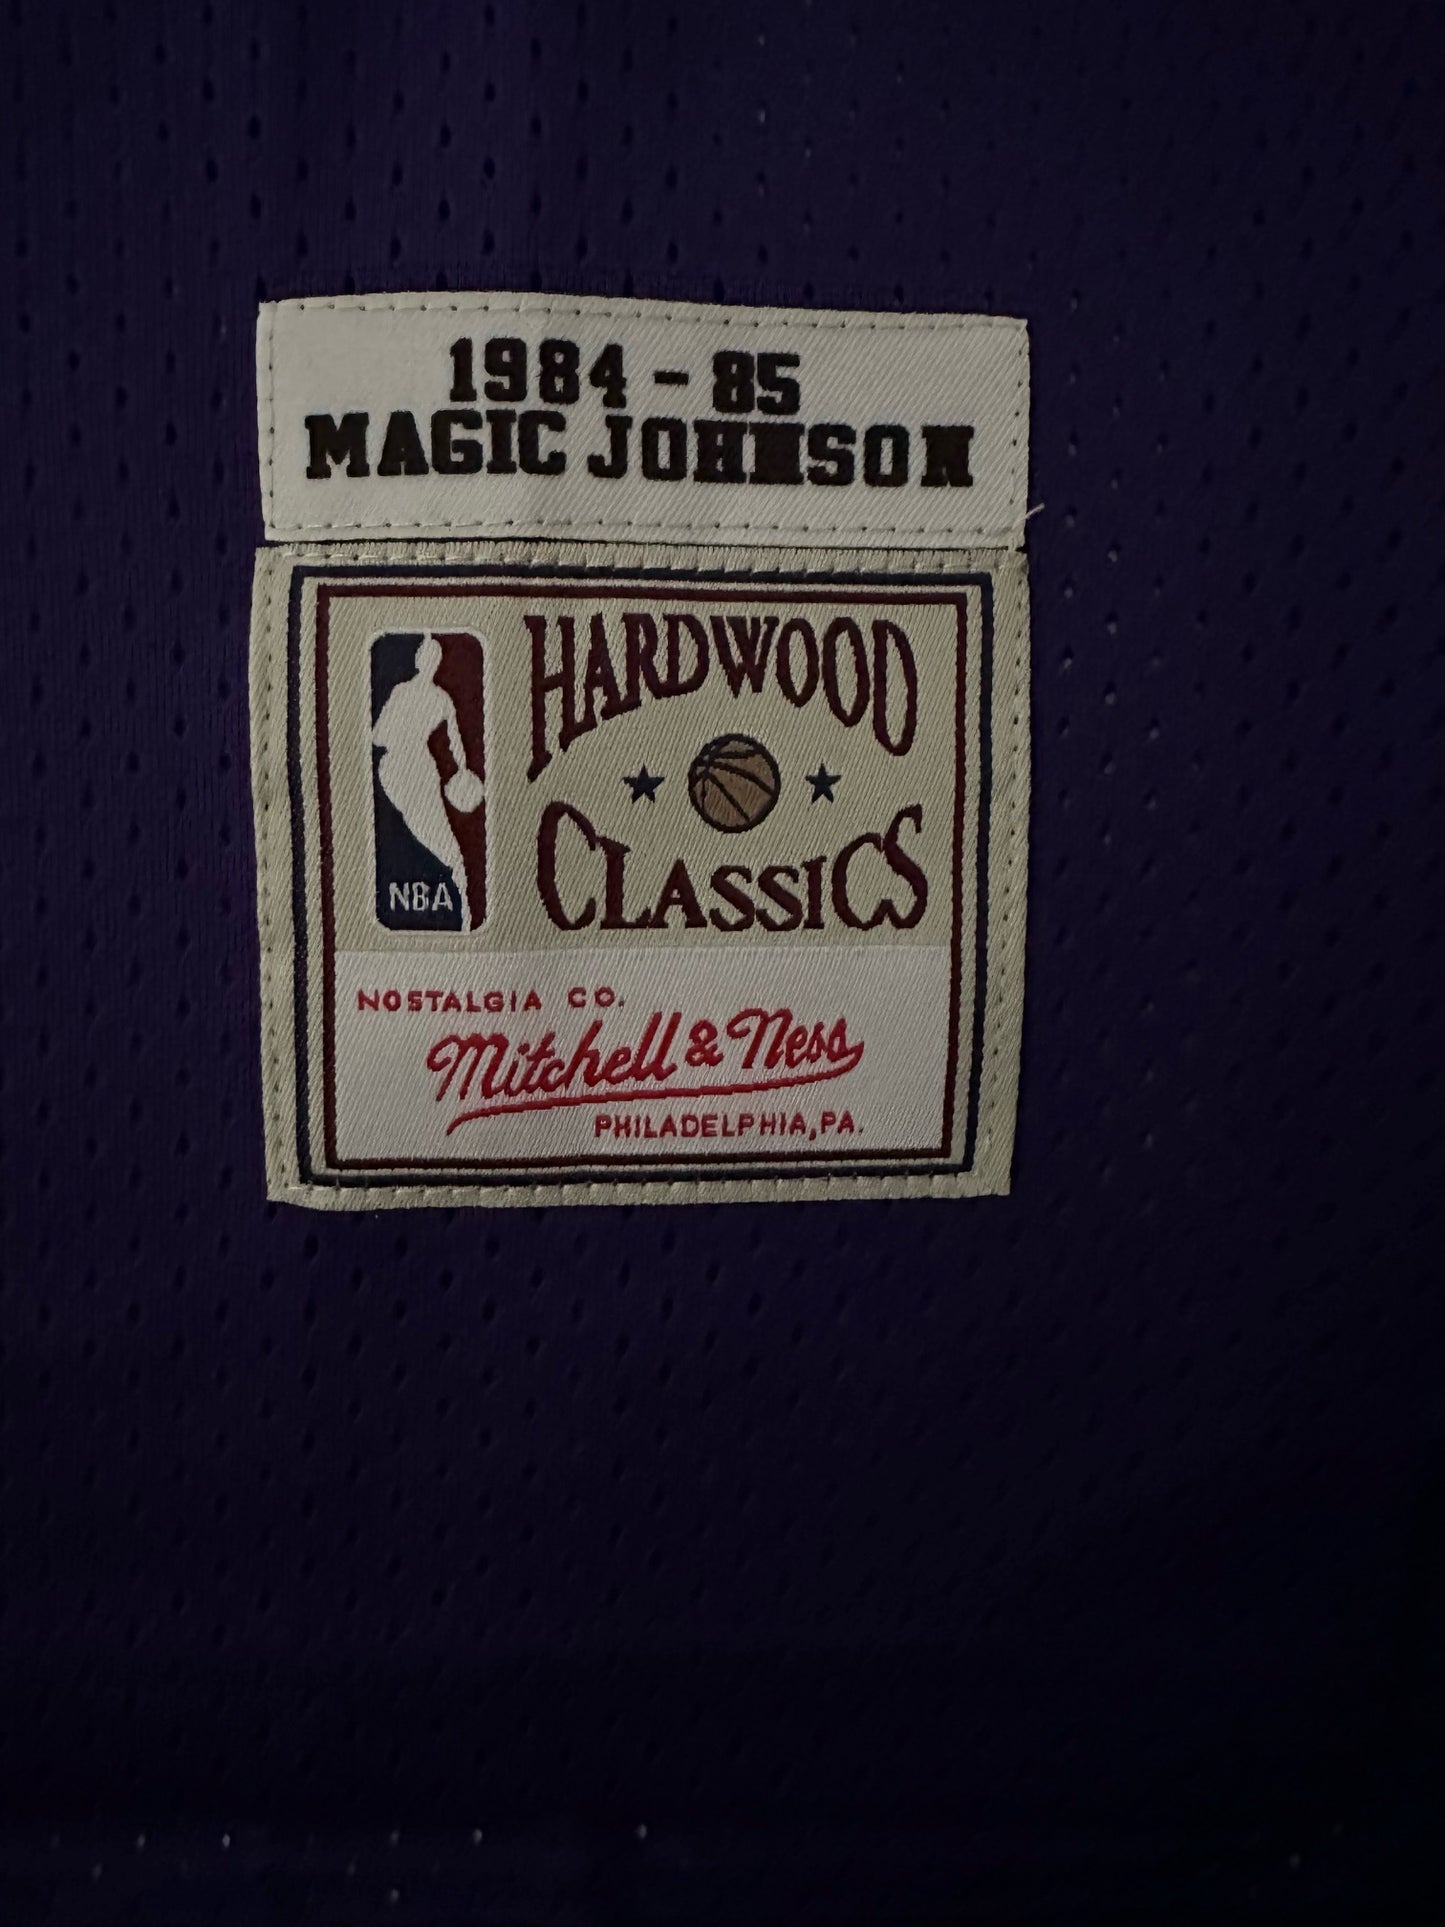 1984 - 85
MAGIC JOHNSON
HARDWOOD
CLASSICS
NBA
NOSTALGIA CO.
Mitchell & Ness
PHILADELPHIA, PA.